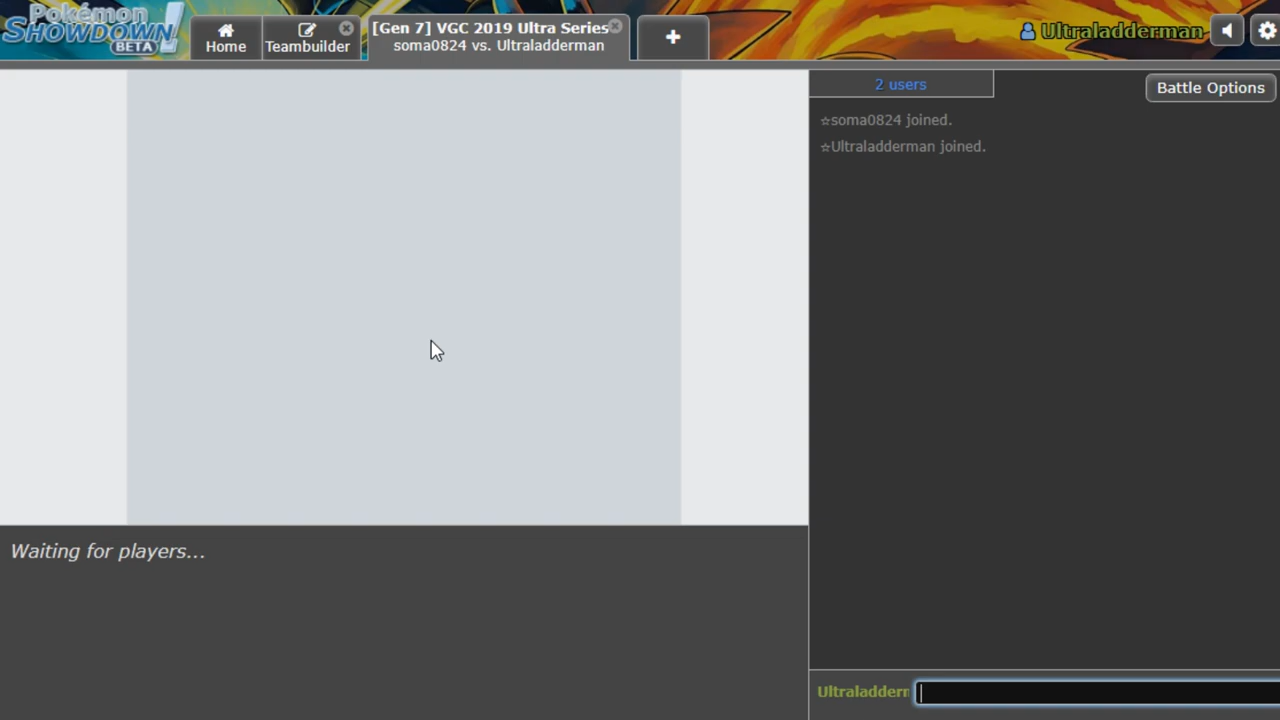 Pokémon
SHOWDOWN!
BETA
Home
Teambuilder
[Gen 7] VGC 2019 Ultra Series
soma0824 vs. Ultraladderman
Ultraladderman
2 users
Battle Options
☆soma0824 joined.
☆Ultraladderman joined.
Waiting for players...
Ultraladderm